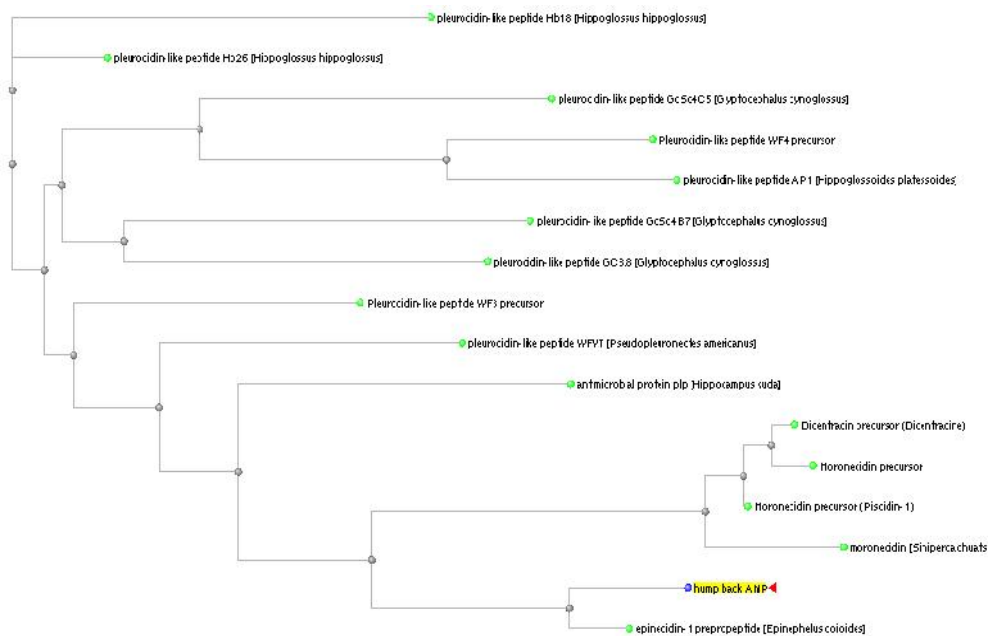 pleurocidin-like peptide Hb18 [Hippoglossus hippoglossus]
pleurocidin-like peptide Hb26 [Hippoglossus hippoglossus]
pleurocidin-like peptide GcSc4C5 [Glyptocephalus cynoglossus]
Pleurocidin-like peptide WF4 precursor
pleurocidin-like peptide AP1 [Hippoglossoides platessoides]
pleurocidin-like peptide GcSc4B7 [Glyptocephalus cynoglossus]
pleurocidin-like peptide GC3.8 [Glyptocephalus cynoglossus]
Pleurocidin-like peptide WF3 precursor
pleurocidin-like peptide WFYT [Pseudopleuronectes americanus]
antimicrobial protein plp [Hippocampus kuda]
Dicentracin precursor (Dicentracine)
Moronecidin precursor
Moronecidin precursor (Piscidin-1)
moronecidin [Siniperca chuats
hump back AMP
epinecidin-1 prepropeptide [Epinephelus coioides]